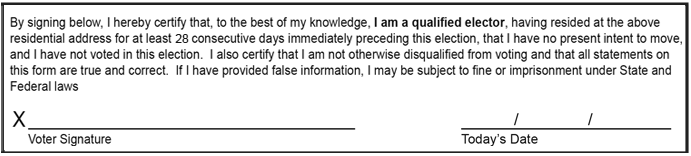 By signing below, I hereby certify that, to the best of my knowledge, I am a qualified elector, having resided at the above
residential address for at least 28 consecutive days immediately preceding this election, that I have no present intent to move,
and I have not voted in this election.  I also certify that I am not otherwise disqualified from voting and that all statements on
this form are true and correct.  If I have provided false information, I may be subject to fine or imprisonment under State and
Federal laws
X / /
Voter Signature Today's Date